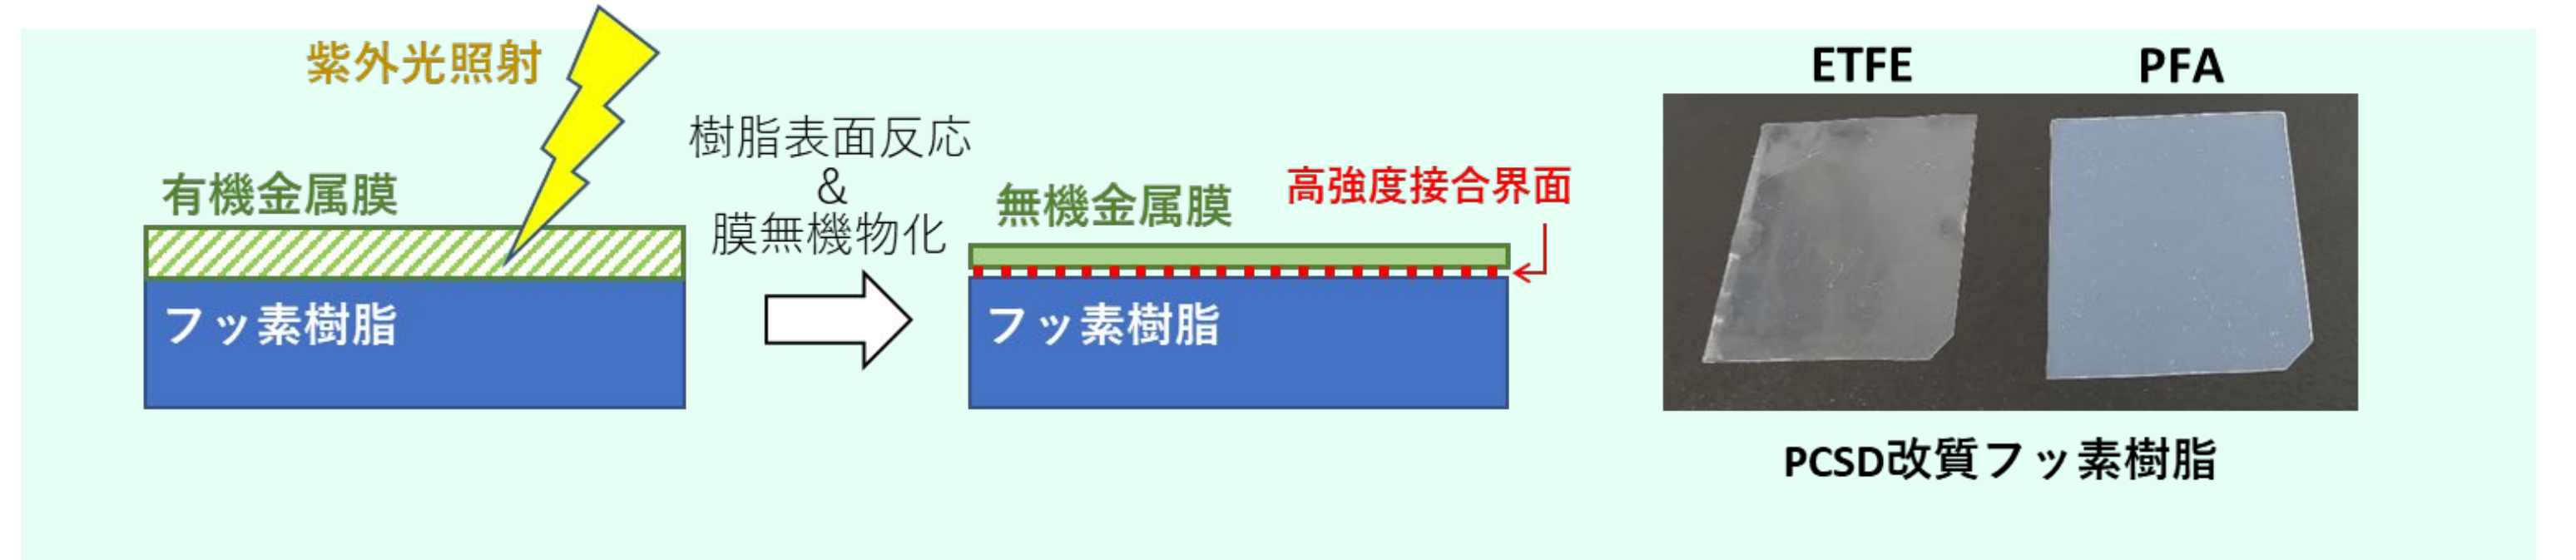 紫外光照射
有機金属膜
フッ素樹脂
樹脂表面反応
&
膜無機物化
無機金属膜
高強度接合界面
フッ素樹脂
ETFE
PFA
PCSD改質フッ素樹脂